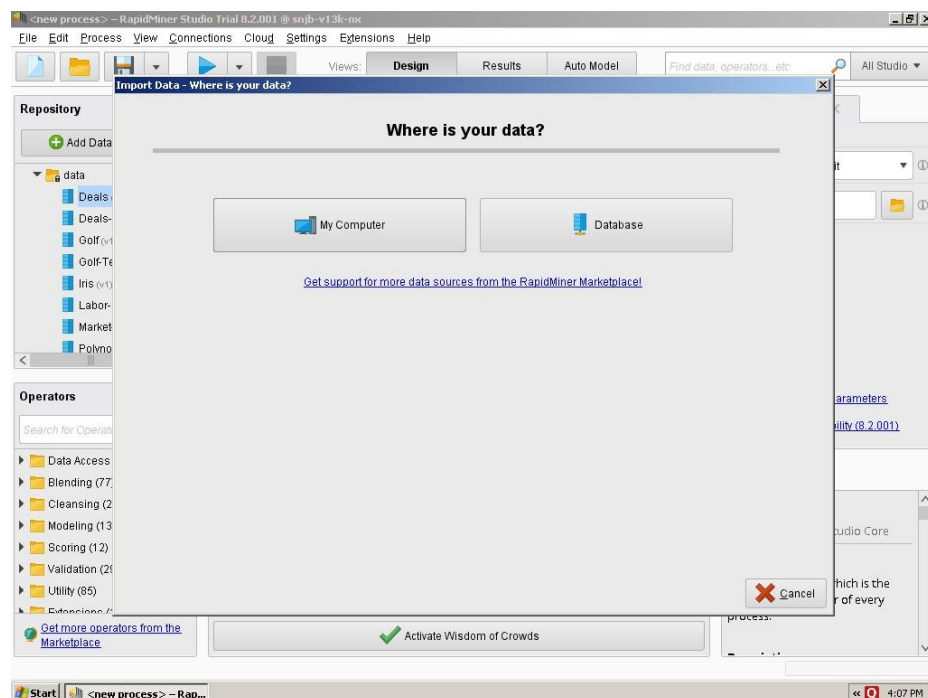 <new process> – RapidMiner Studio Trial 8.2.001 @ snjb-v13k-nx
File Edit Process View Connections Cloud Settings Extensions Help
Views: Design Results Auto Model Find data, operators...etc All Studio
Import Data - Where is your data?
Repository
Where is your data?
Add Data
data
Deals
Deals-
My Computer
Database
Golf (v1
Golf-Te
Iris (v1)
Get support for more data sources from the RapidMiner Marketplace!
Labor-
Market
Polyno
Operators
arameters
Search for Operat
ility (8.2.001)
Data Access
Blending (77
Cleansing (2
Modeling (13
tudio Core
Scoring (12)
Validation (29
Utility (85)
Cancel
hich is the
r of every
process.
Get more operators from the
Marketplace
Activate Wisdom of Crowds
Start <new process> – Rap... 4:07 PM